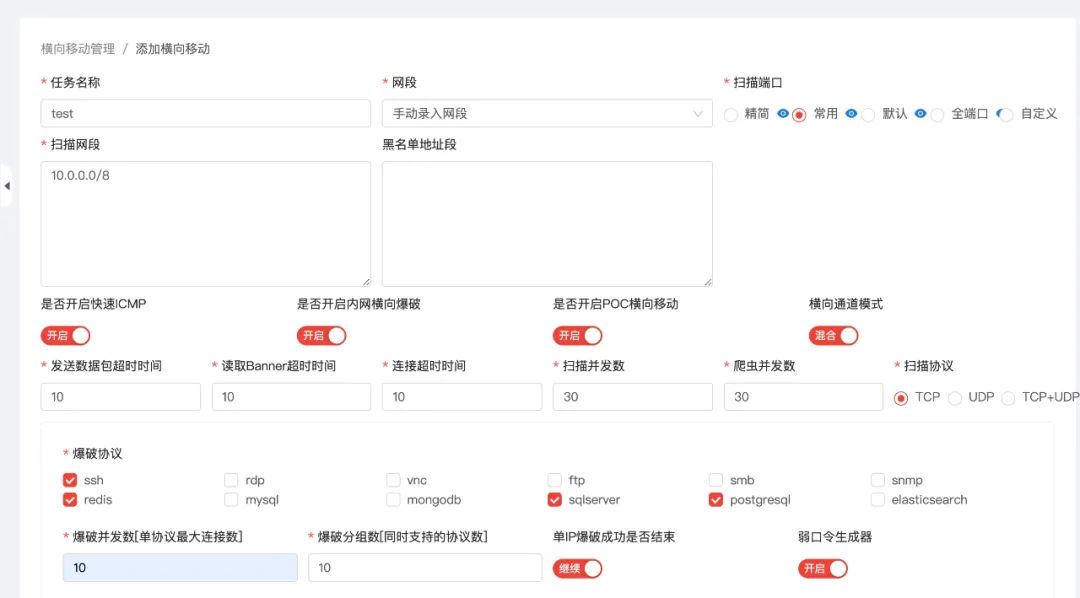 横向移动管理 / 添加横向移动
* 任务名称 * 网段 * 扫描端口
test 手动录入网段 精简 常用 默认 全端口 自定义
* 扫描网段 黑名单地址段
10.0.0.0/8
是否开启快速ICMP 是否开启内网横向爆破 是否开启POC横向移动 横向通道模式
开启 开启 开启 混合
* 发送数据包超时时间 * 读取Banner超时时间 * 连接超时时间 * 扫描并发数 * 爬虫并发数 * 扫描协议
10 10 10 30 30 TCP UDP TCP+UDP
* 爆破协议
ssh rdp vnc ftp smb snmp
redis mysql mongodb sqlserver postgresql elasticsearch
* 爆破并发数[单协议最大连接数] * 爆破分组数[同时支持的协议数] 单IP爆破成功是否结束 弱口令生成器
10 10 继续 开启